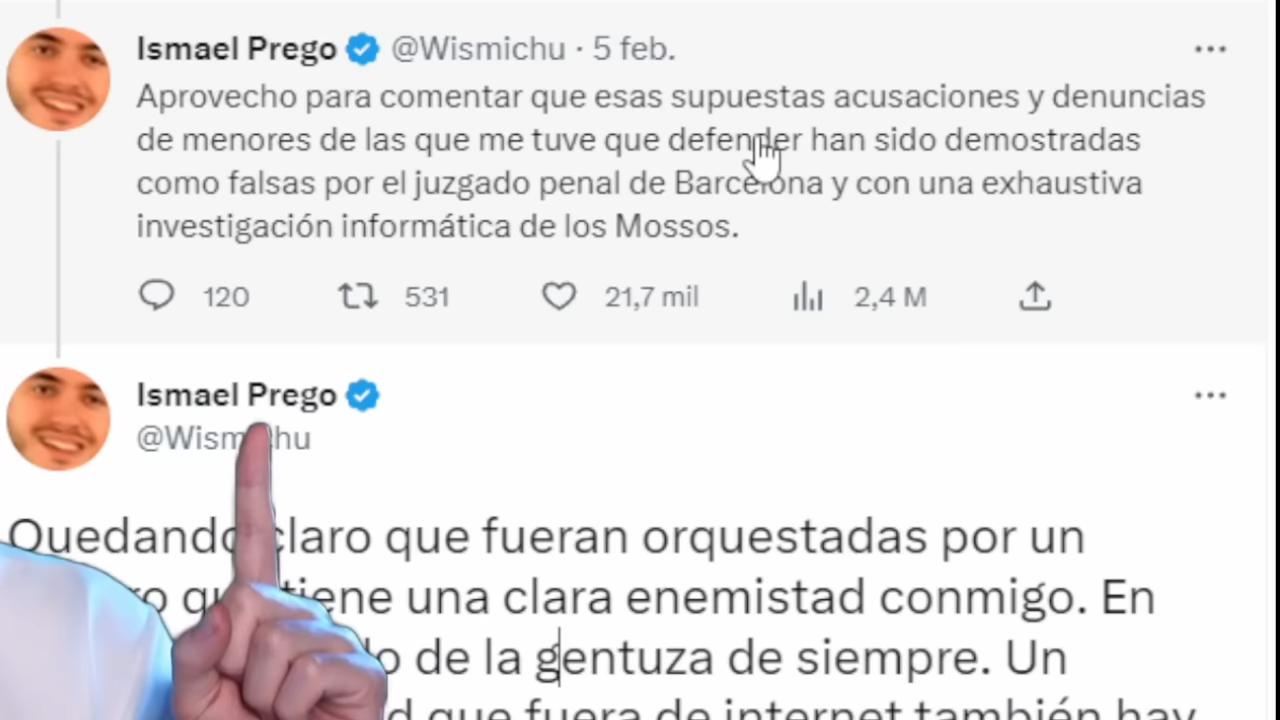 Ismael Prego @Wismichu · 5 feb.
Aprovecho para comentar que esas supuestas acusaciones y denuncias
de menores de las que me tuve que defender han sido demostradas
como falsas por el juzgado penal de Barcelona y con una exhaustiva
investigación informática de los Mossos.
120 531 21,7 mil 2,4 M
Ismael Prego
@Wismichu
Quedando claro que fueran orquestadas por un
tiene una clara enemistad conmigo. En
de la gentuza de siempre. Un
que fuera de internet también hay